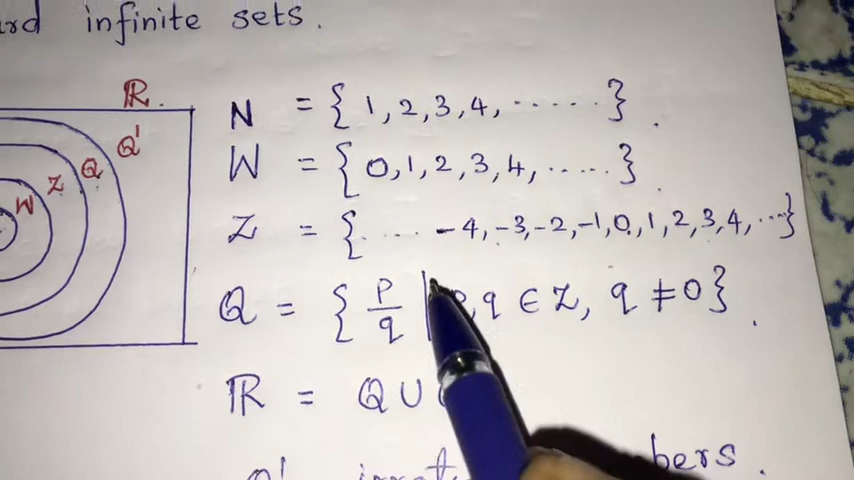 infinite sets.
R.
Q'
Q
Z
W
N = { 1, 2, 3, 4, ...... }.
W = { 0, 1, 2, 3, 4, ...... }.
Z = { ..... -4, -3, -2, -1, 0, 1, 2, 3, 4, ... }
Q = { p/q | p, q ∈ Z, q ≠ 0 }.
R = Q ∪
Q'